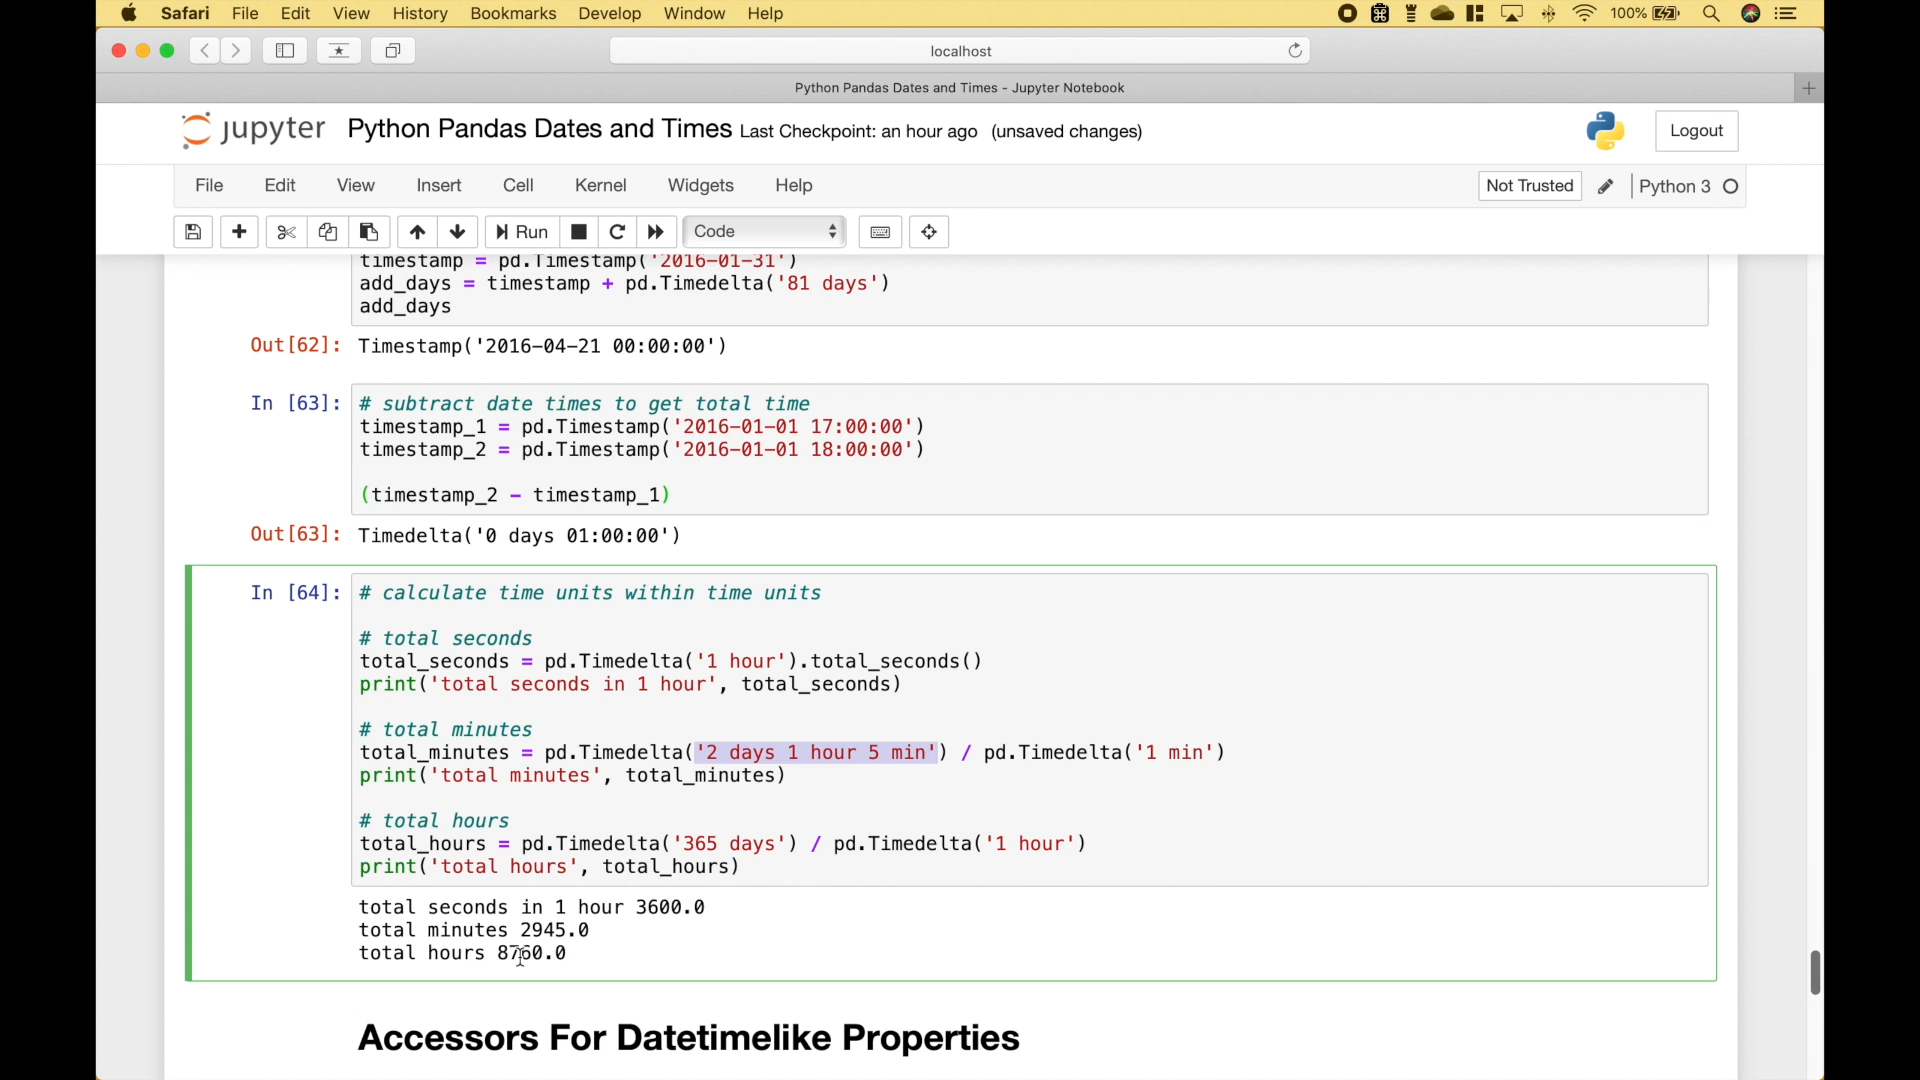 Safari File Edit View History Bookmarks Develop Window Help 100%
localhost
Python Pandas Dates and Times - Jupyter Notebook
jupyter Python Pandas Dates and Times Last Checkpoint: an hour ago (unsaved changes) Logout
File Edit View Insert Cell Kernel Widgets Help Not Trusted Python 3
Run Code
timestamp = pd.Timestamp('2016-01-31')
add_days = timestamp + pd.Timedelta('81 days')
add_days
Out[62]: Timestamp('2016-04-21 00:00:00')
In [63]: # subtract date times to get total time
timestamp_1 = pd.Timestamp('2016-01-01 17:00:00')
timestamp_2 = pd.Timestamp('2016-01-01 18:00:00')
(timestamp_2 - timestamp_1)
Out[63]: Timedelta('0 days 01:00:00')
In [64]: # calculate time units within time units
# total seconds
total_seconds = pd.Timedelta('1 hour').total_seconds()
print('total seconds in 1 hour', total_seconds)
# total minutes
total_minutes = pd.Timedelta('2 days 1 hour 5 min') / pd.Timedelta('1 min')
print('total minutes', total_minutes)
# total hours
total_hours = pd.Timedelta('365 days') / pd.Timedelta('1 hour')
print('total hours', total_hours)
total seconds in 1 hour 3600.0
total minutes 2945.0
total hours 8760.0
Accessors For Datetimelike Properties